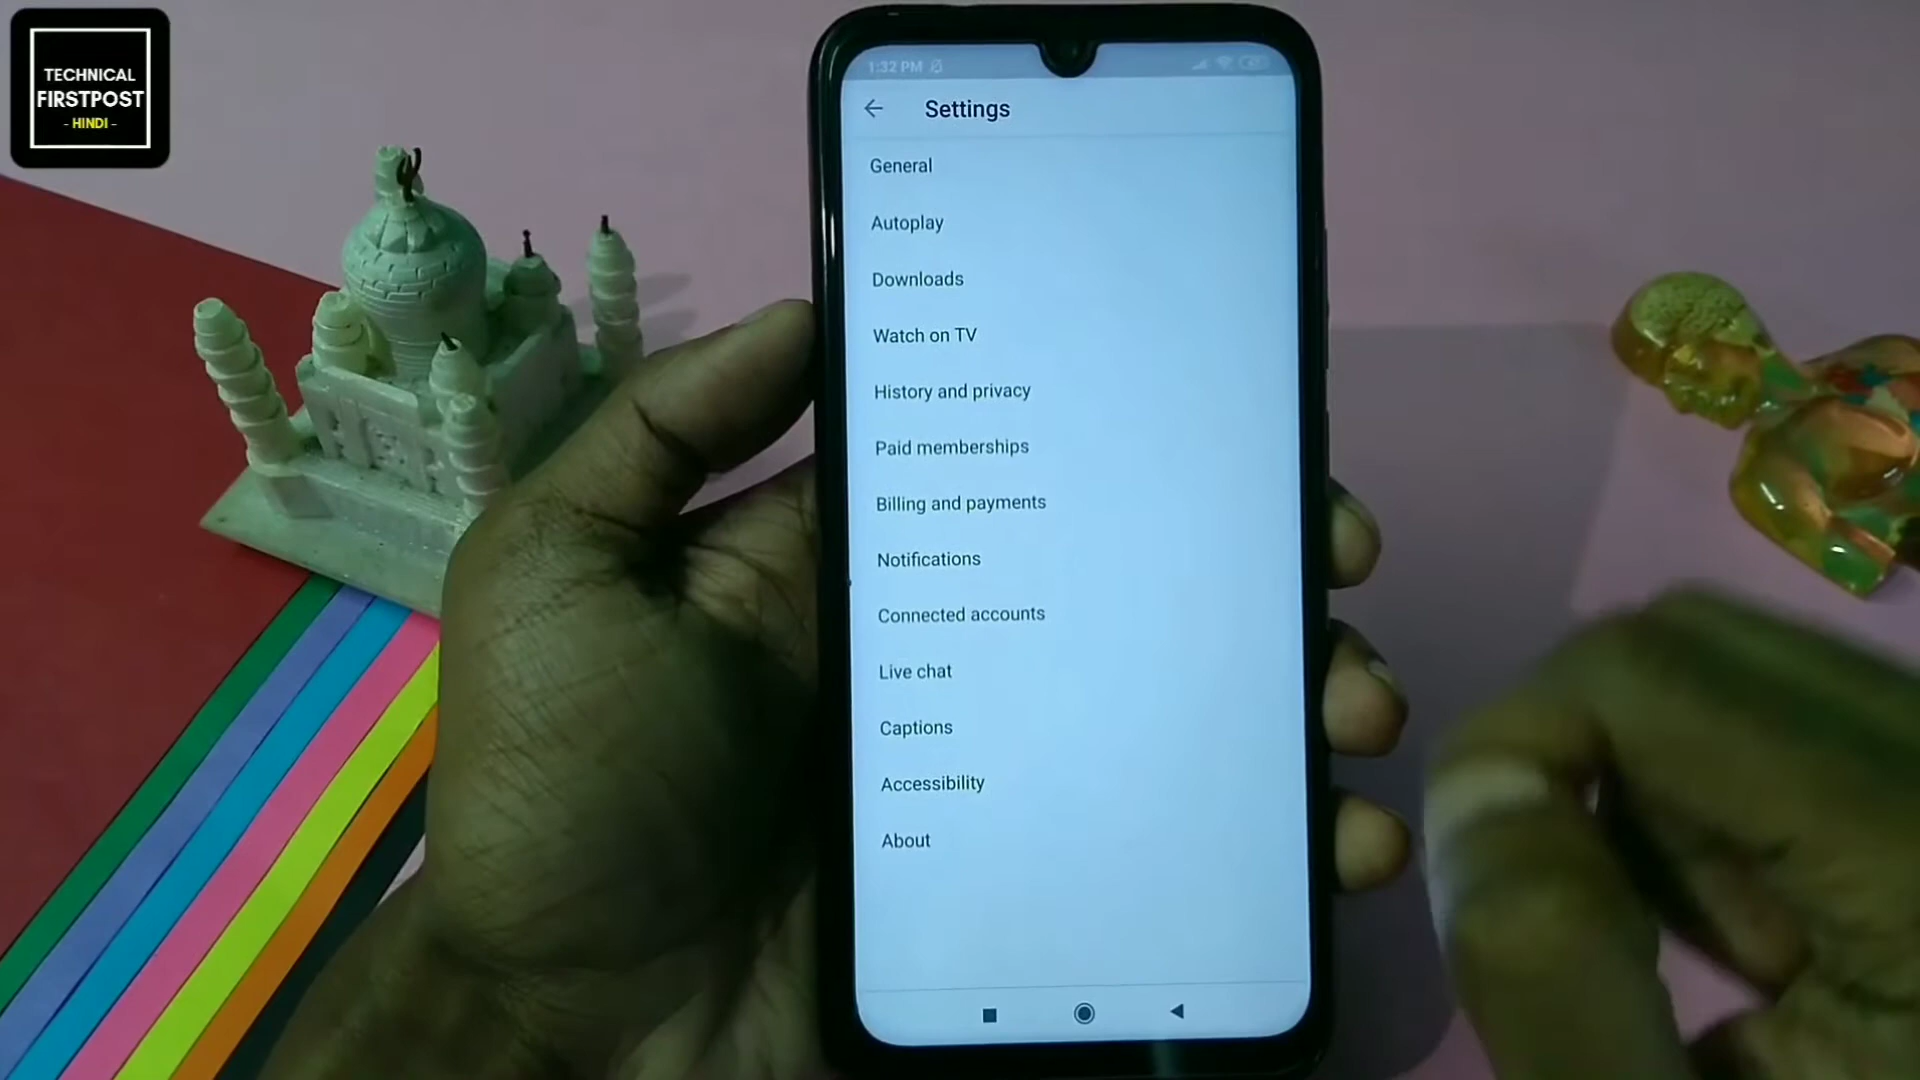 TECHNICAL
FIRSTPOST
- HINDI -
1:32 PM
Settings
General
Autoplay
Downloads
Watch on TV
History and privacy
Paid memberships
Billing and payments
Notifications
Connected accounts
Live chat
Captions
Accessibility
About